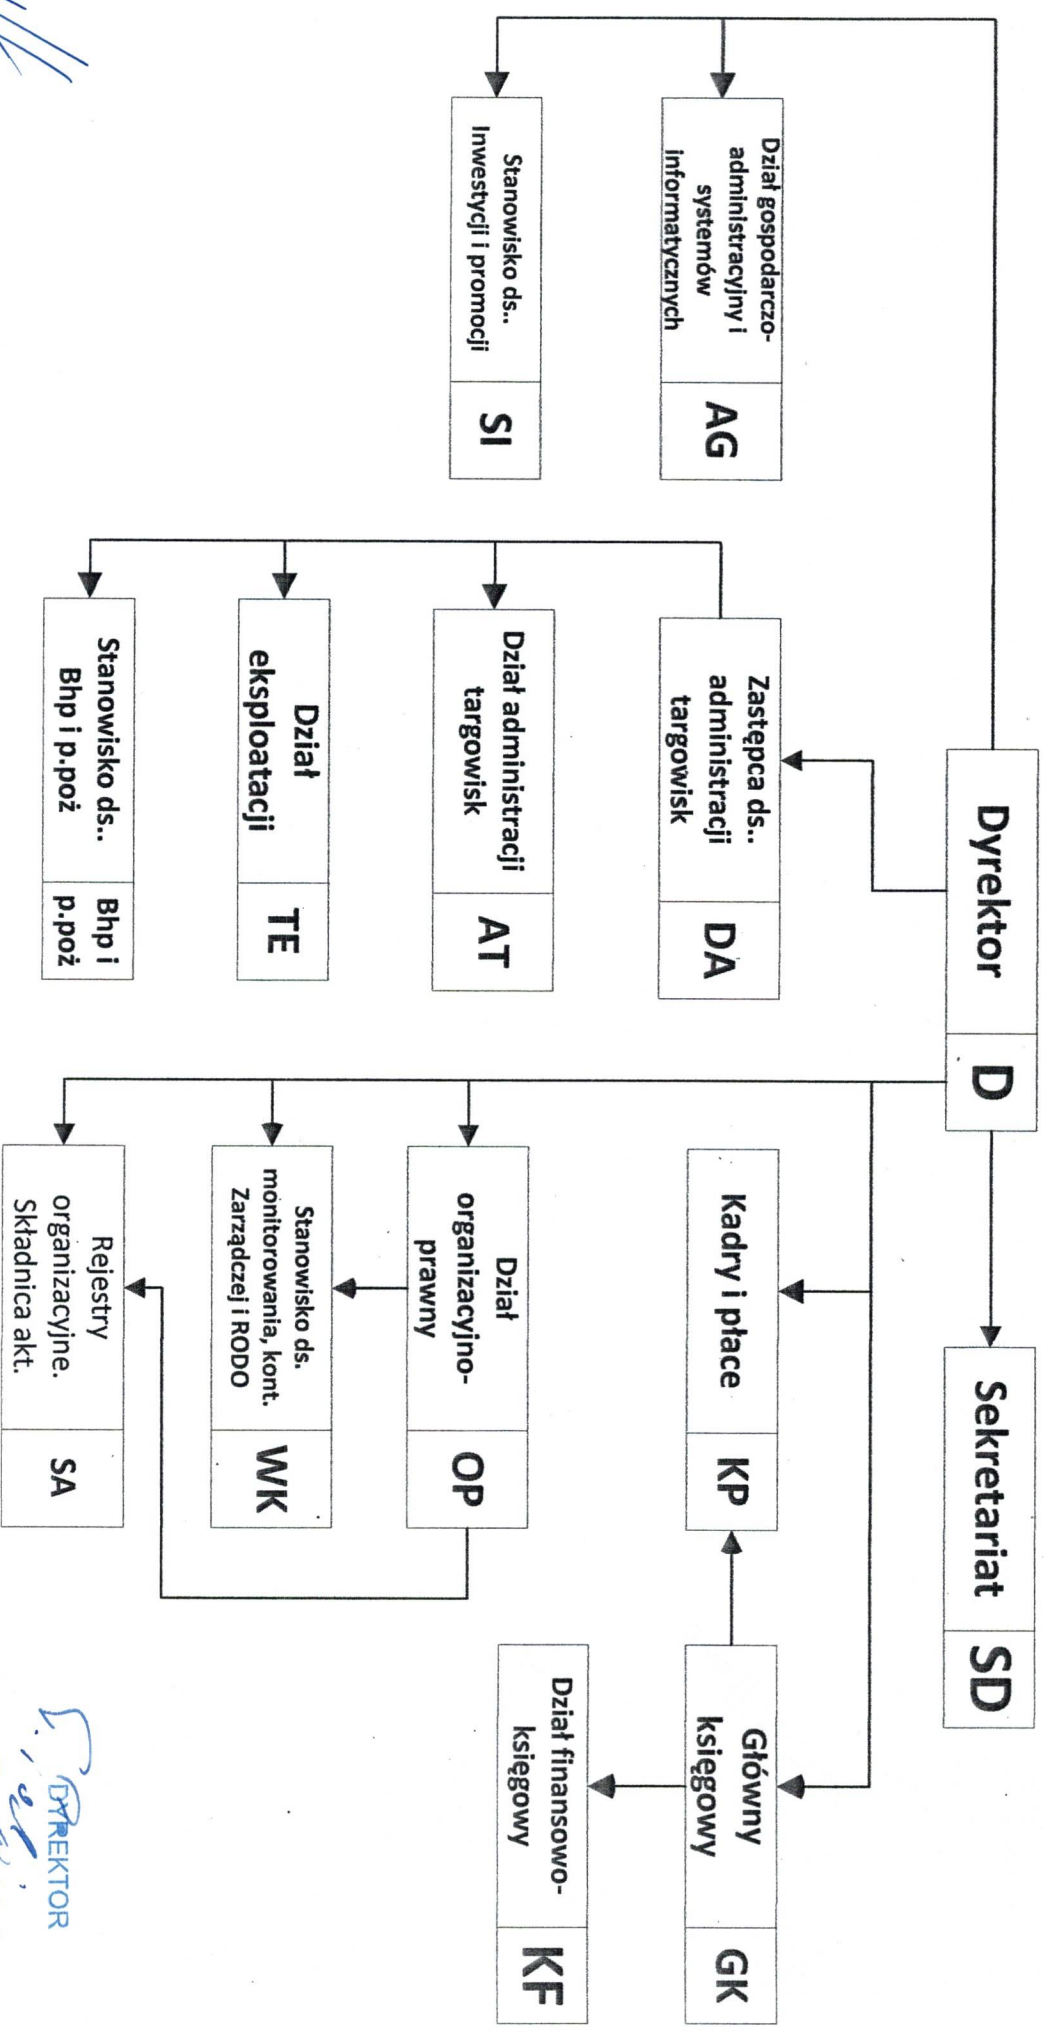 Dyrektor
D
Sekretariat
SD
Dział gospodarczo-
administracyjny i
systemów
informatycznych
AG
Stanowisko ds..
Inwestycji i promocji
SI
Zastępca ds..
administracji
targowisk
DA
Dział administracji
targowisk
AT
Dział
eksploatacji
TE
Stanowisko ds..
Bhp i p.poż
Bhp i
p.poż
Kadry i płace
KP
Główny
księgowy
GK
Dział finansowo-
księgowy
KF
Dział
organizacyjno-
prawny
OP
Stanowisko ds.
monitorowania, kont.
Zarządczej i RODO
WK
Rejestry
organizacyjne.
Składnica akt.
SA
DYREKTOR